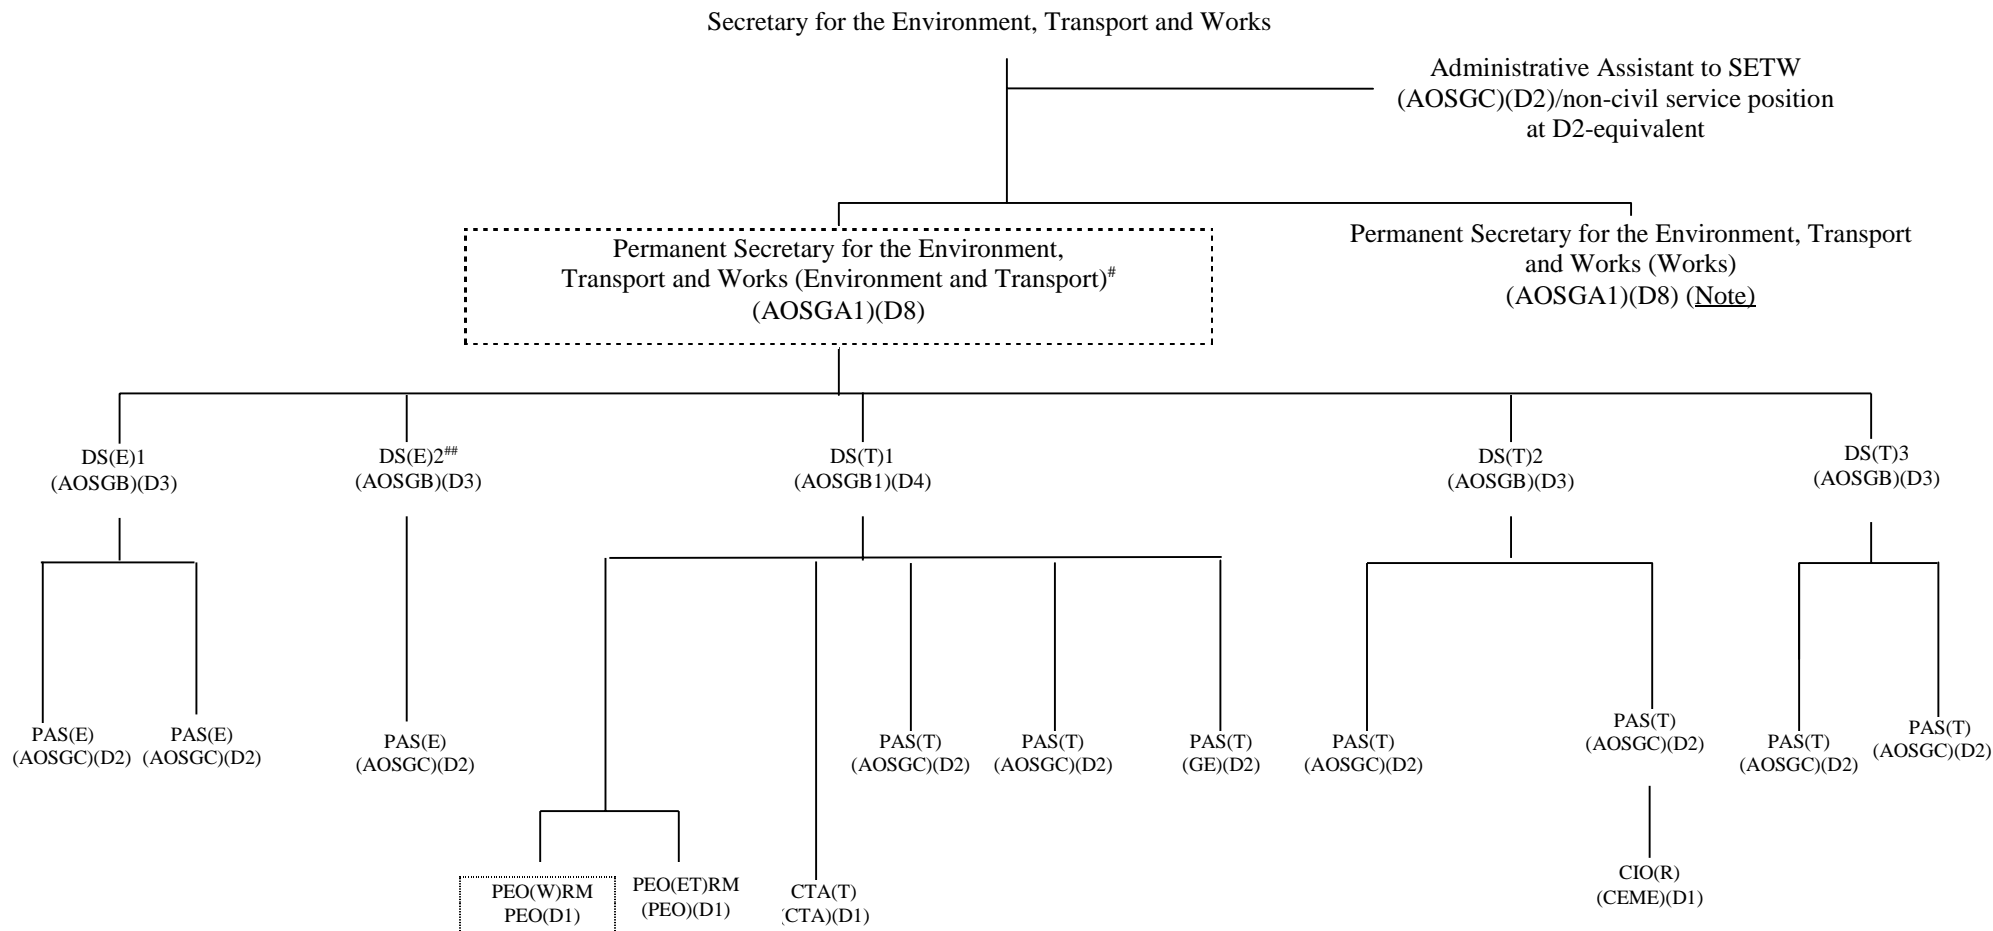 Secretary for the Environment, Transport and Works
Administrative Assistant to SETW
(AOSGC)(D2)/non-civil service position
at D2-equivalent
Permanent Secretary for the Environment,
Transport and Works (Environment and Transport)#
(AOSGA1)(D8)
Permanent Secretary for the Environment, Transport
and Works (Works)
(AOSGA1)(D8) (Note)
DS(E)1
(AOSGB)(D3)
DS(E)2##
(AOSGB)(D3)
DS(T)1
(AOSGB1)(D4)
DS(T)2
(AOSGB)(D3)
DS(T)3
(AOSGB)(D3)
PAS(E)
(AOSGC)(D2)
PAS(E)
(AOSGC)(D2)
PAS(E)
(AOSGC)(D2)
PAS(T)
(AOSGC)(D2)
PAS(T)
(AOSGC)(D2)
PAS(T)
(GE)(D2)
PAS(T)
(AOSGC)(D2)
PAS(T)
(AOSGC)(D2)
PAS(T)
(AOSGC)(D2)
PAS(T)
(AOSGC)(D2)
PEO(W)RM
PEO(D1)
PEO(ET)RM
(PEO)(D1)
CTA(T)
(CTA)(D1)
CIO(R)
(CEME)(D1)